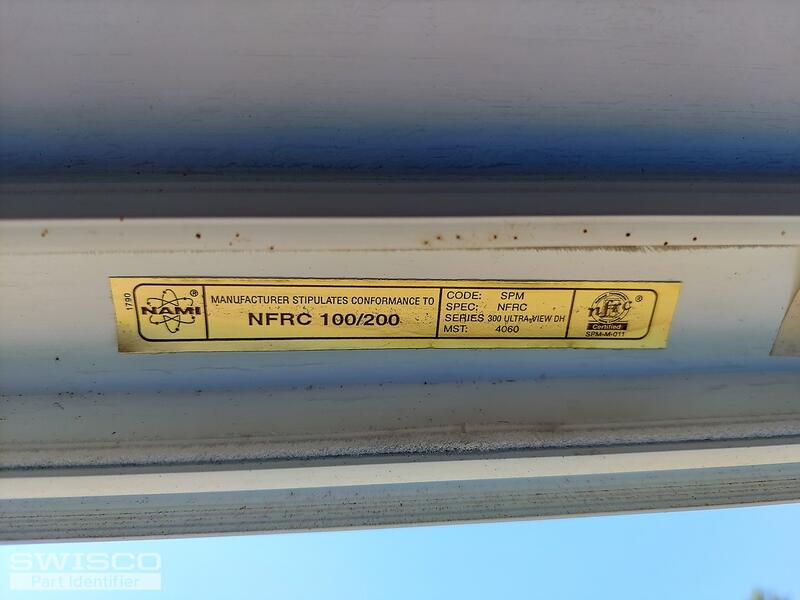 1790
NAMI®
MANUFACTURER STIPULATES CONFORMANCE TO
NFRC 100/200
CODE: SPM
SPEC: NFRC
SERIES 300 ULTRA-VIEW DH
MST: 4060
nfrc®
Certified
SPM-M-011
SWISCO
Part Identifier